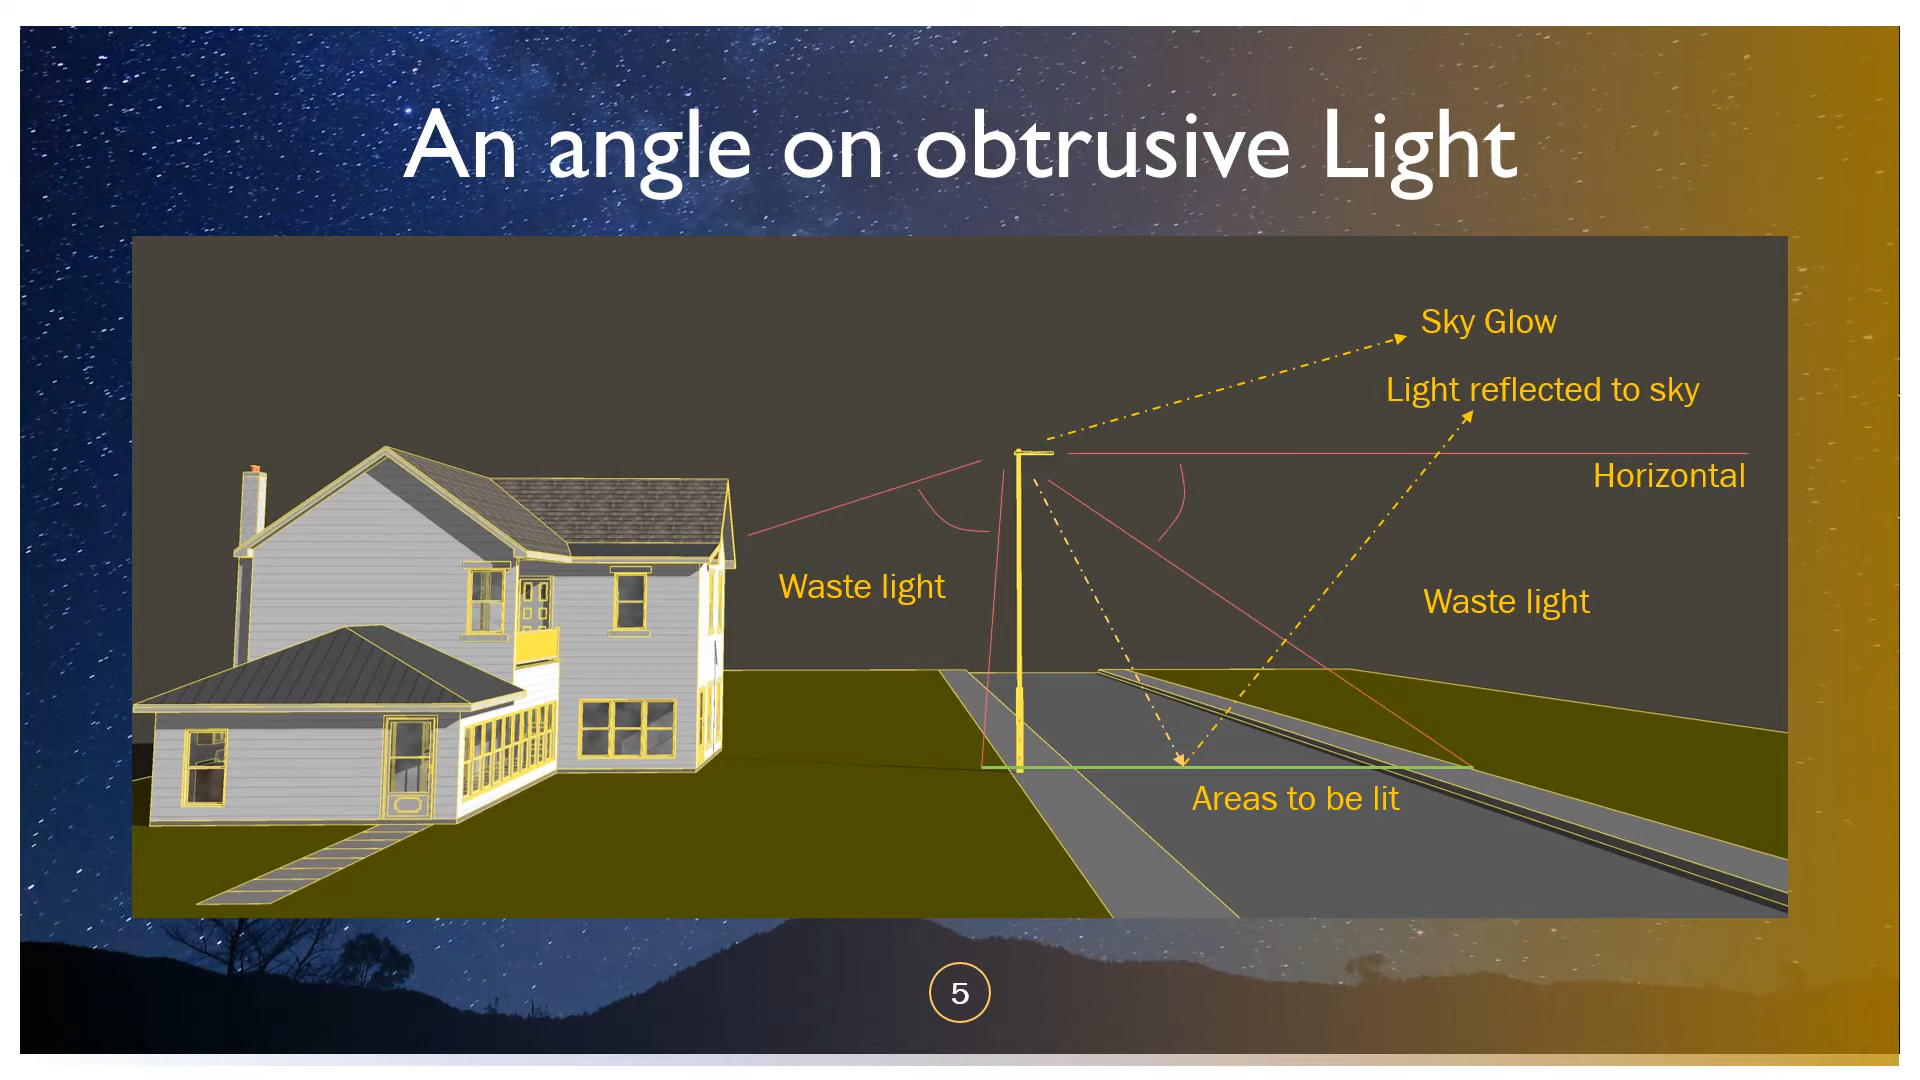 An angle on obtrusive Light
Sky Glow
Light reflected to sky
Horizontal
Waste light
Waste light
Areas to be lit
5